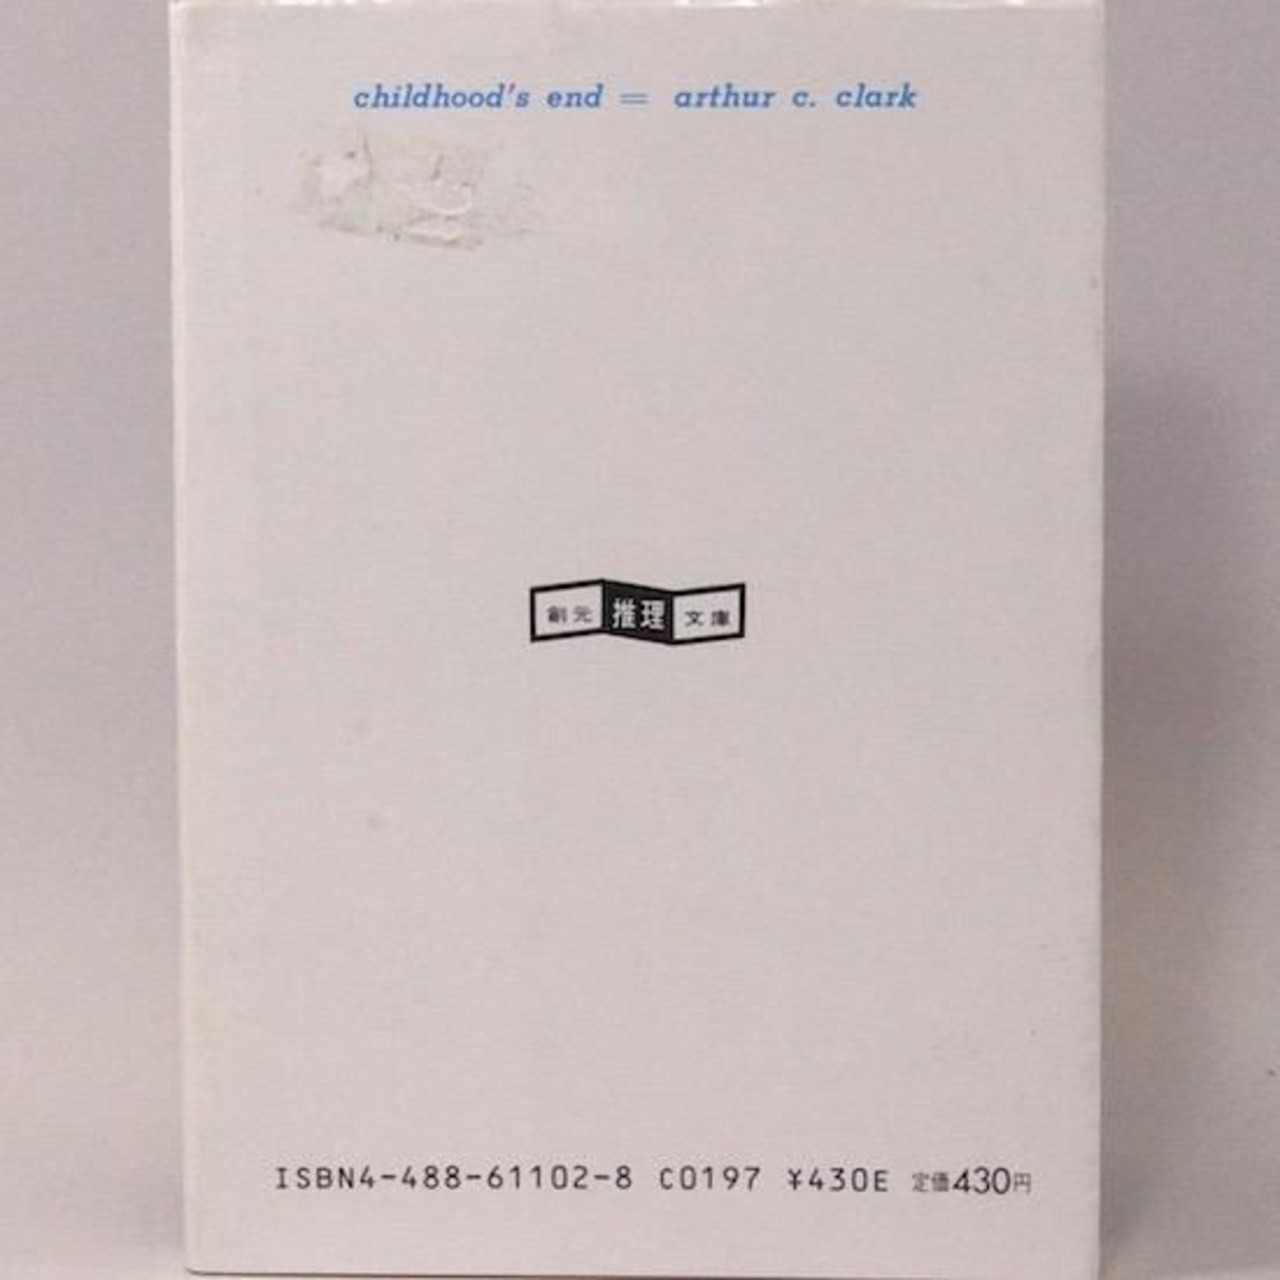 childhood's end = arthur c. clark
創元推理文庫
ISBN4-488-61102-8 C0197 ¥430E 定価430円